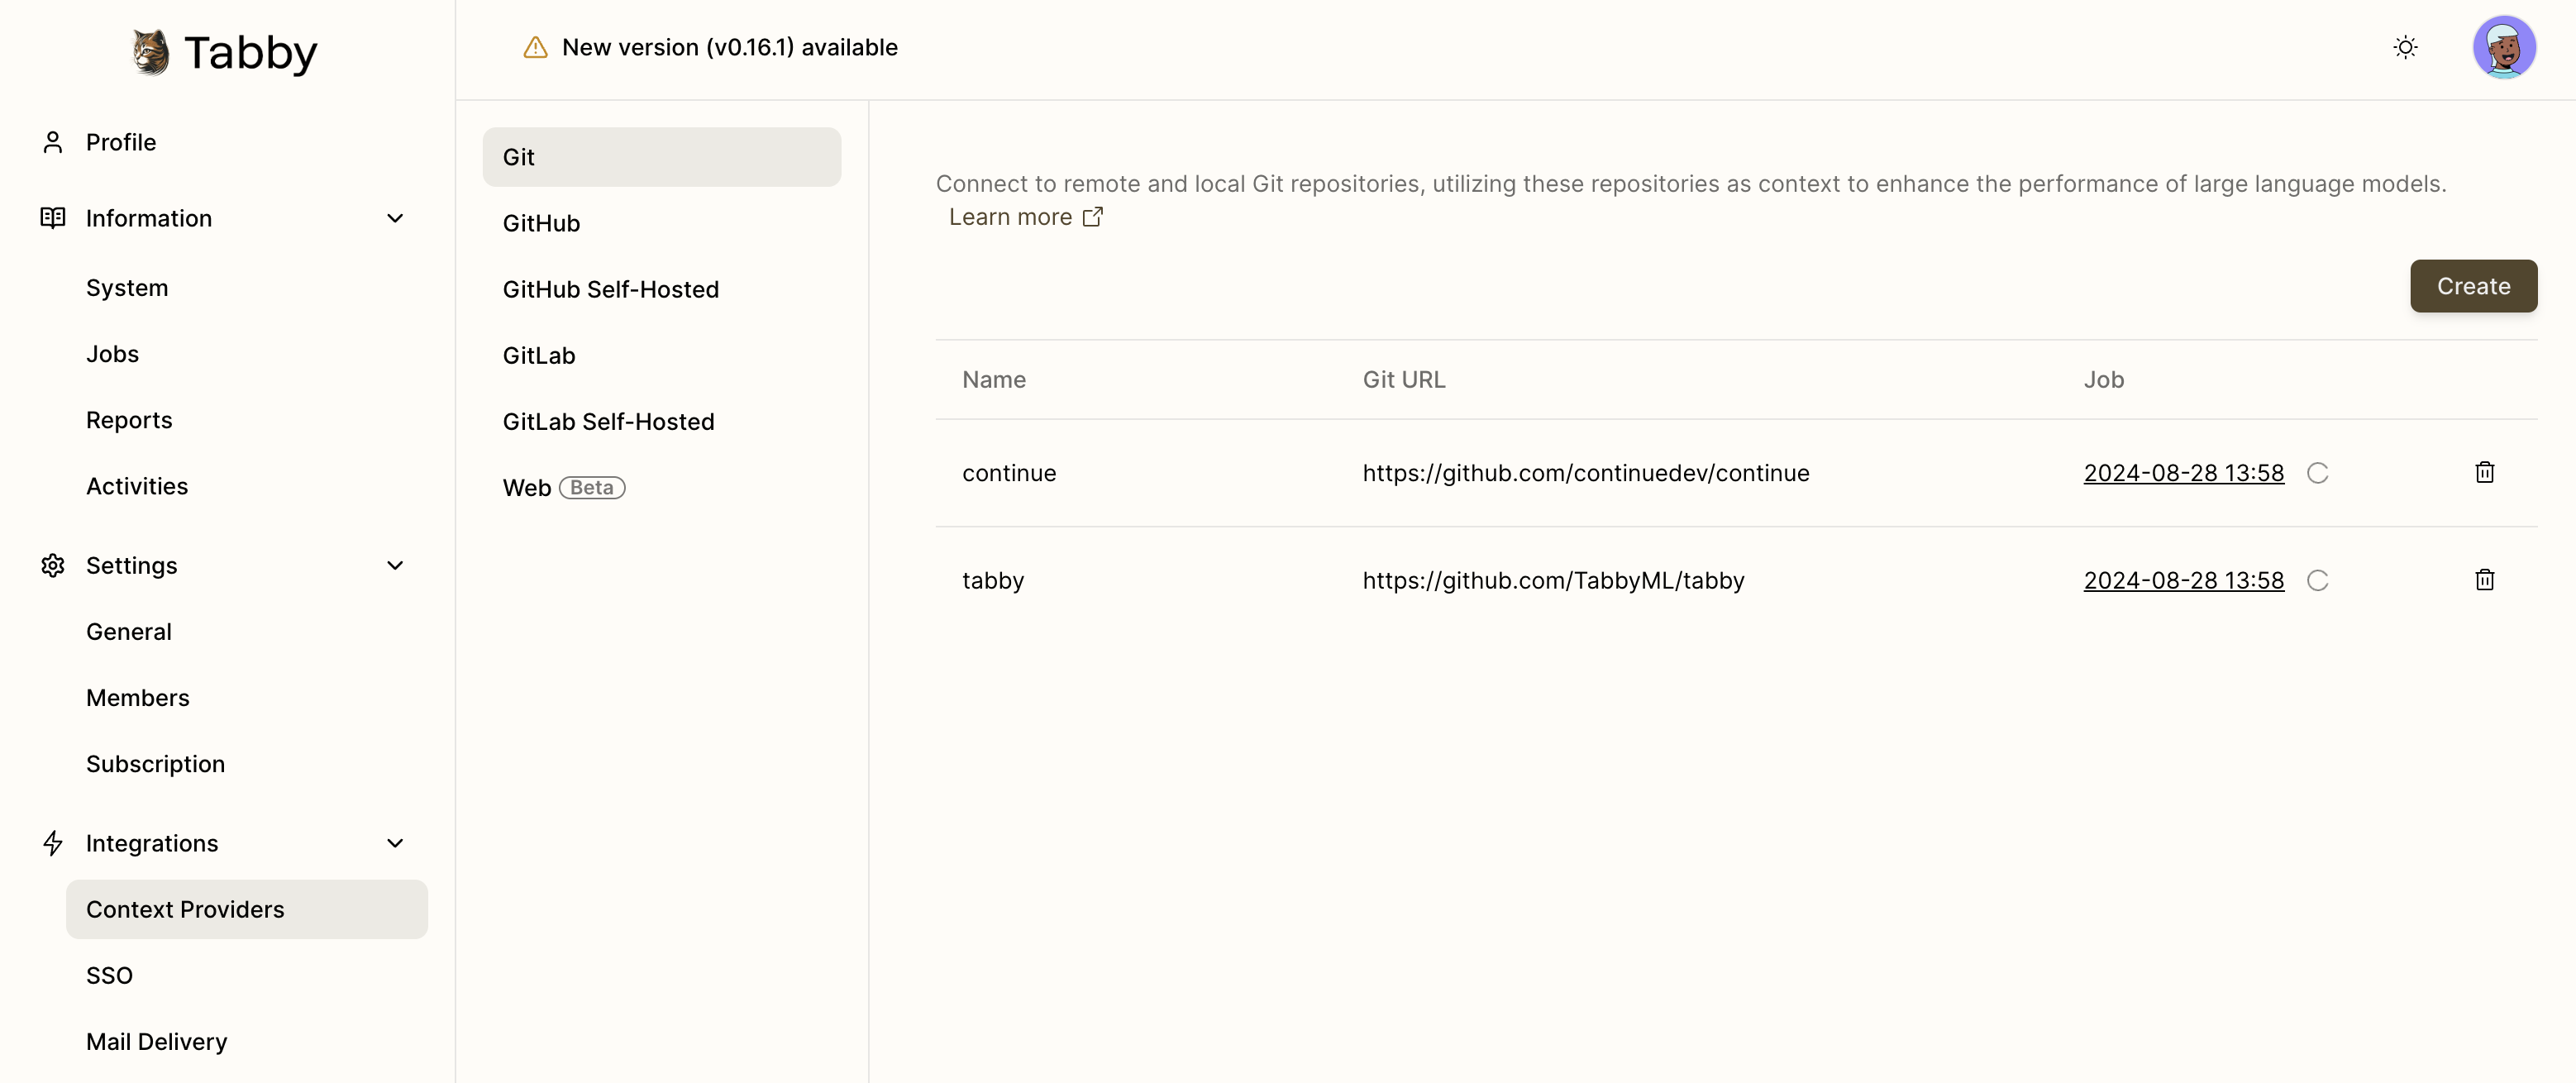 Tabby
New version (v0.16.1) available
Profile
Information
System
Jobs
Reports
Activities
Settings
General
Members
Subscription
Integrations
Context Providers
SSO
Mail Delivery
Git
GitHub
GitHub Self-Hosted
GitLab
GitLab Self-Hosted
Web Beta
Connect to remote and local Git repositories, utilizing these repositories as context to enhance the performance of large language models.
Learn more
Create
Name Git URL Job
continue https://github.com/continuedev/continue 2024-08-28 13:58
tabby https://github.com/TabbyML/tabby 2024-08-28 13:58